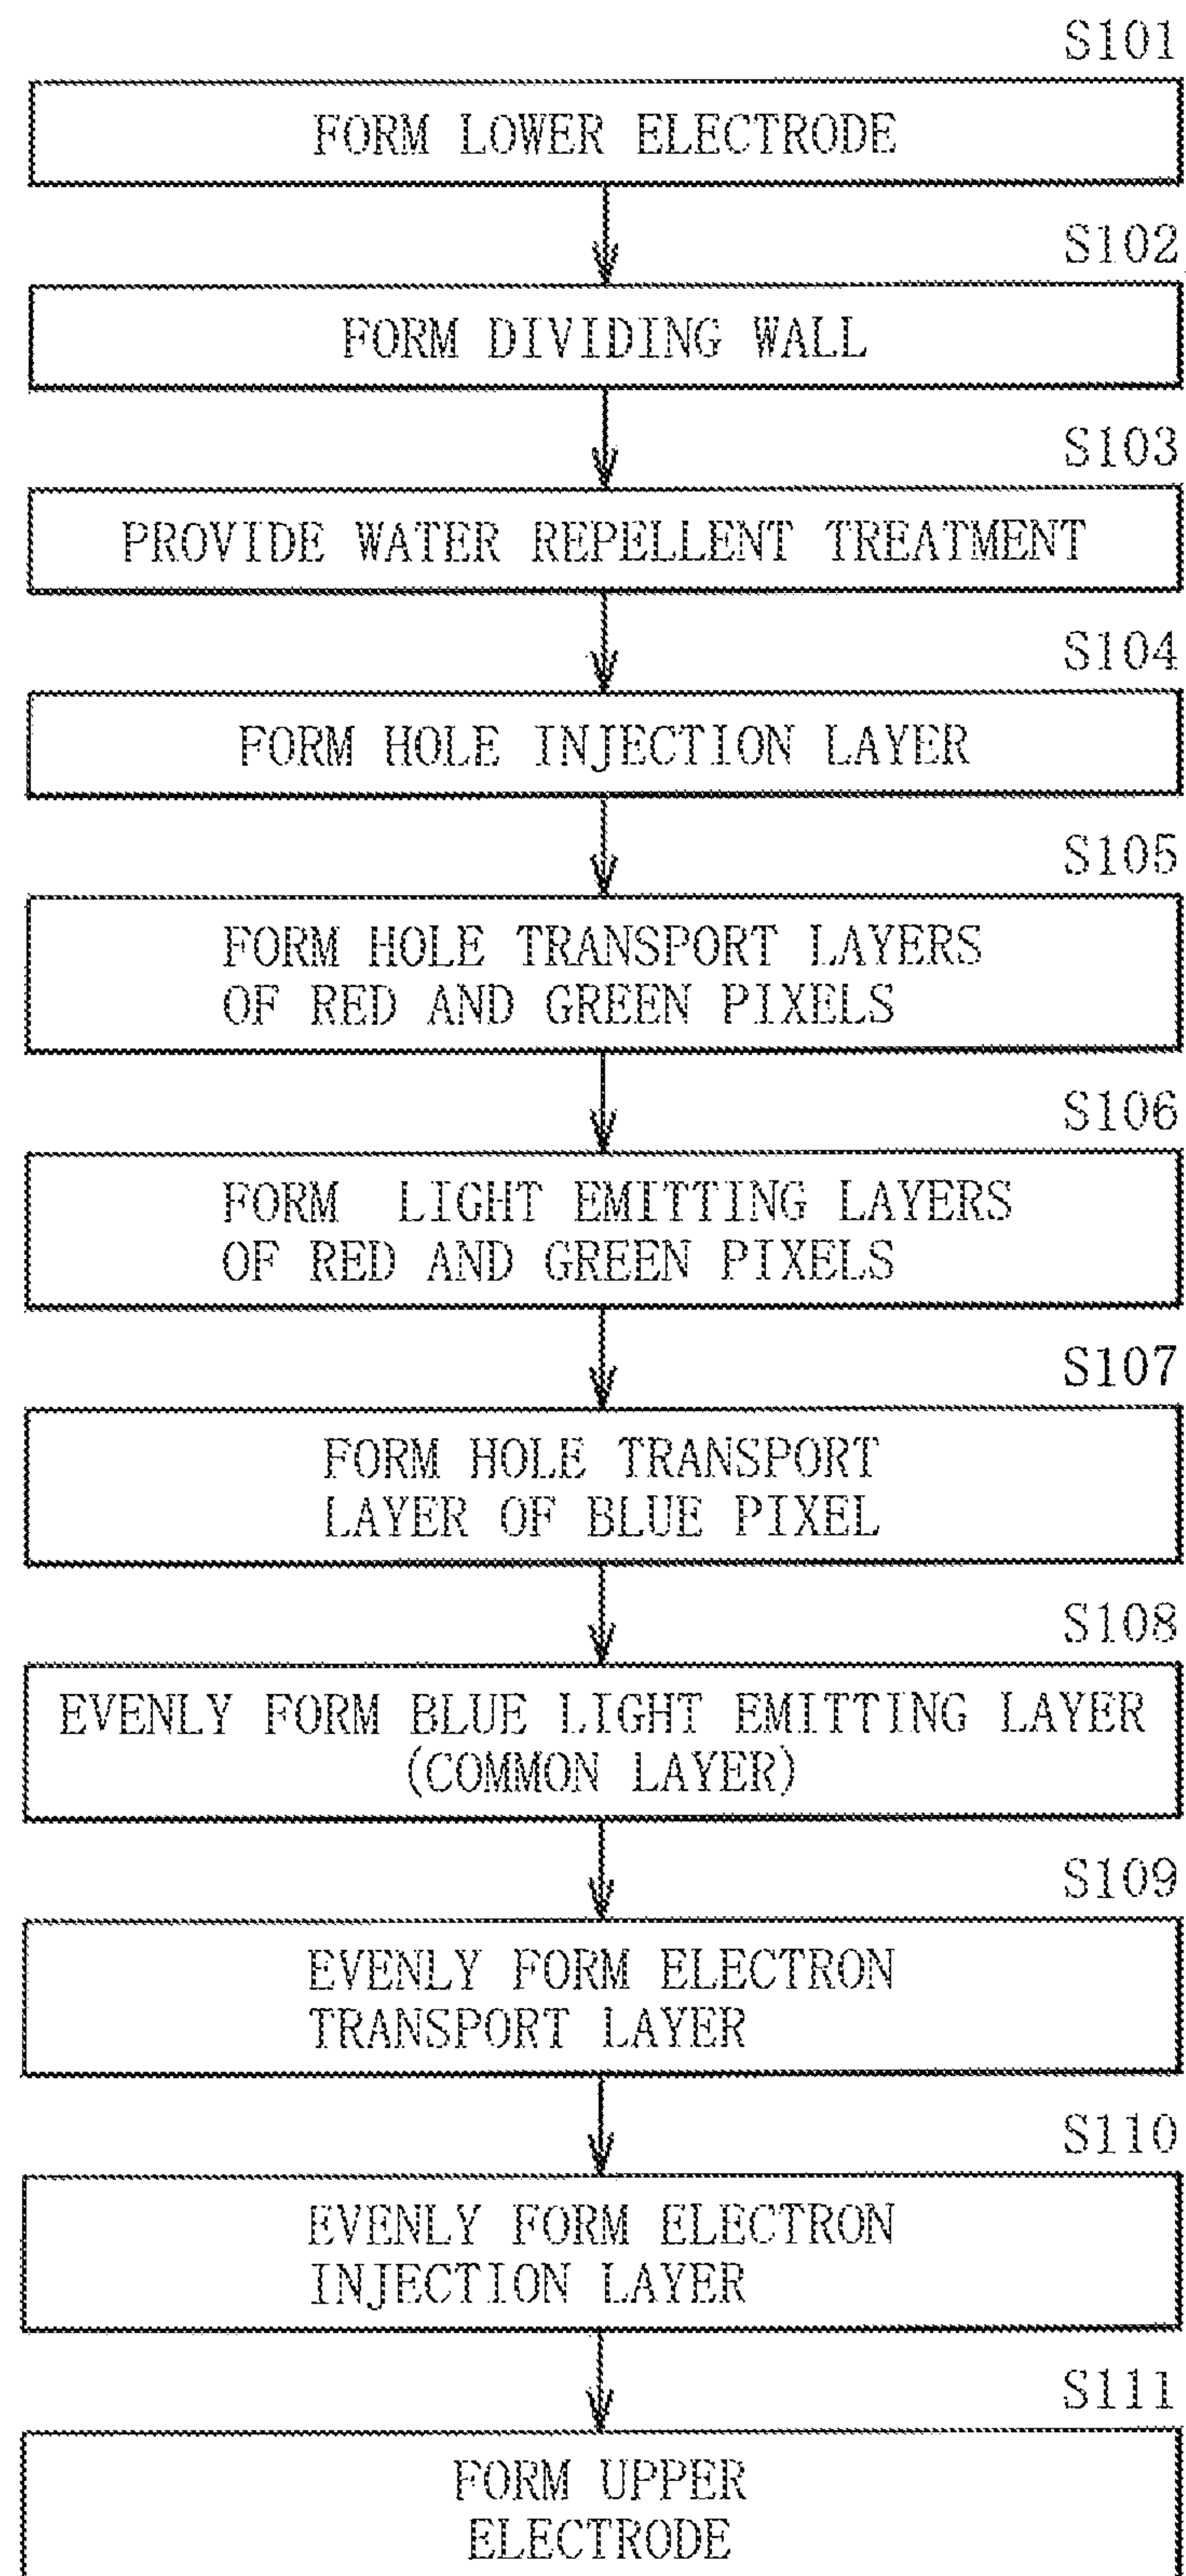 S101
FORM LOWER ELECTRODE
S102
FORM DIVIDING WALL
S103
PROVIDE WATER REPELLENT TREATMENT
S104
FORM HOLE INJECTION LAYER
S105
FORM HOLE TRANSPORT LAYERS
OF RED AND GREEN PIXELS
S106
FORM LIGHT EMITTING LAYERS
OF RED AND GREEN PIXELS
S107
FORM HOLE TRANSPORT
LAYER OF BLUE PIXEL
S108
EVENLY FORM BLUE LIGHT EMITTING LAYER
(COMMON LAYER)
S109
EVENLY FORM ELECTRON
TRANSPORT LAYER
S110
EVENLY FORM ELECTRON
INJECTION LAYER
S111
FORM UPPER
ELECTRODE